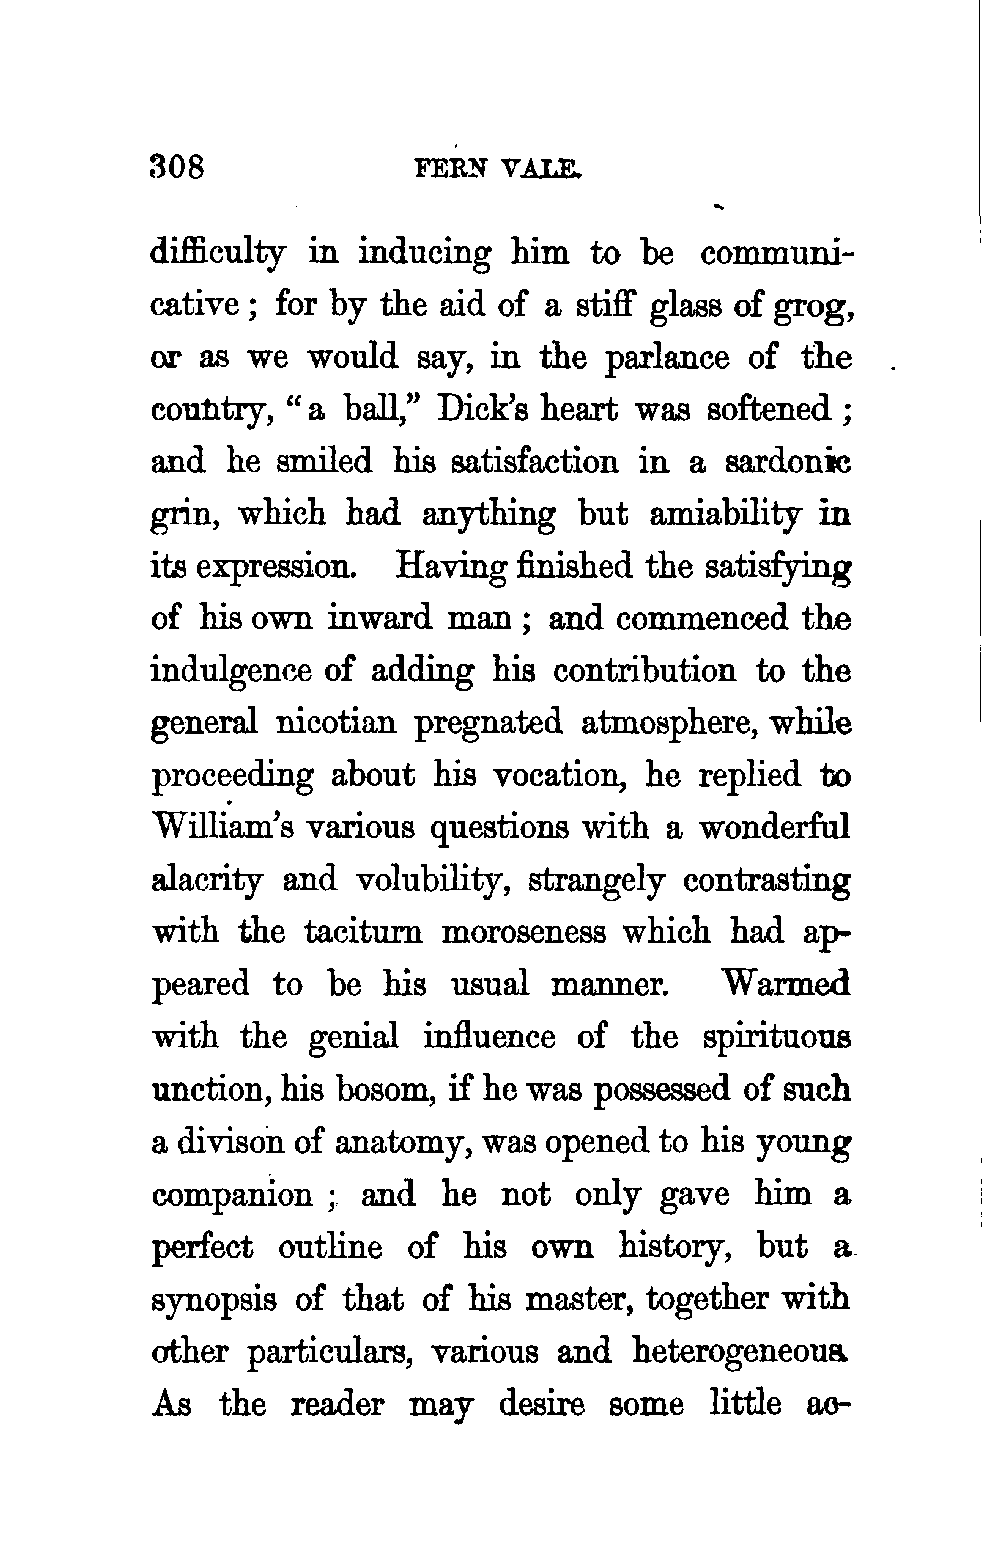 308 FERN VALE.
difficulty in inducing him to be communi-
cative ; for by the aid of a stiff glass of grog,
or as we would say, in the parlance of the
country, “ a ball,” Dick's heart was softened ;
and he smiled his satisfaction in a sardonic
grin, which had anything but amiability in
its expression. Having finished the satisfying
of his own inward man ; and commenced the
indulgence of adding his contribution to the
general nicotian pregnated atmosphere, while
proceeding about his vocation, he replied to
William's various questions with a wonderful
alacrity and volubility, strangely contrasting
with the taciturn moroseness which had ap-
peared to be his usual manner. Warmed
with the genial influence of the spirituous
unction, his bosom, if he was possessed of such
a divison of anatomy, was opened to his young
companion ; and he not only gave him a
perfect outline of his own history, but a
synopsis of that of his master, together with
other particulars, various and heterogeneous.
As the reader may desire some little ac-